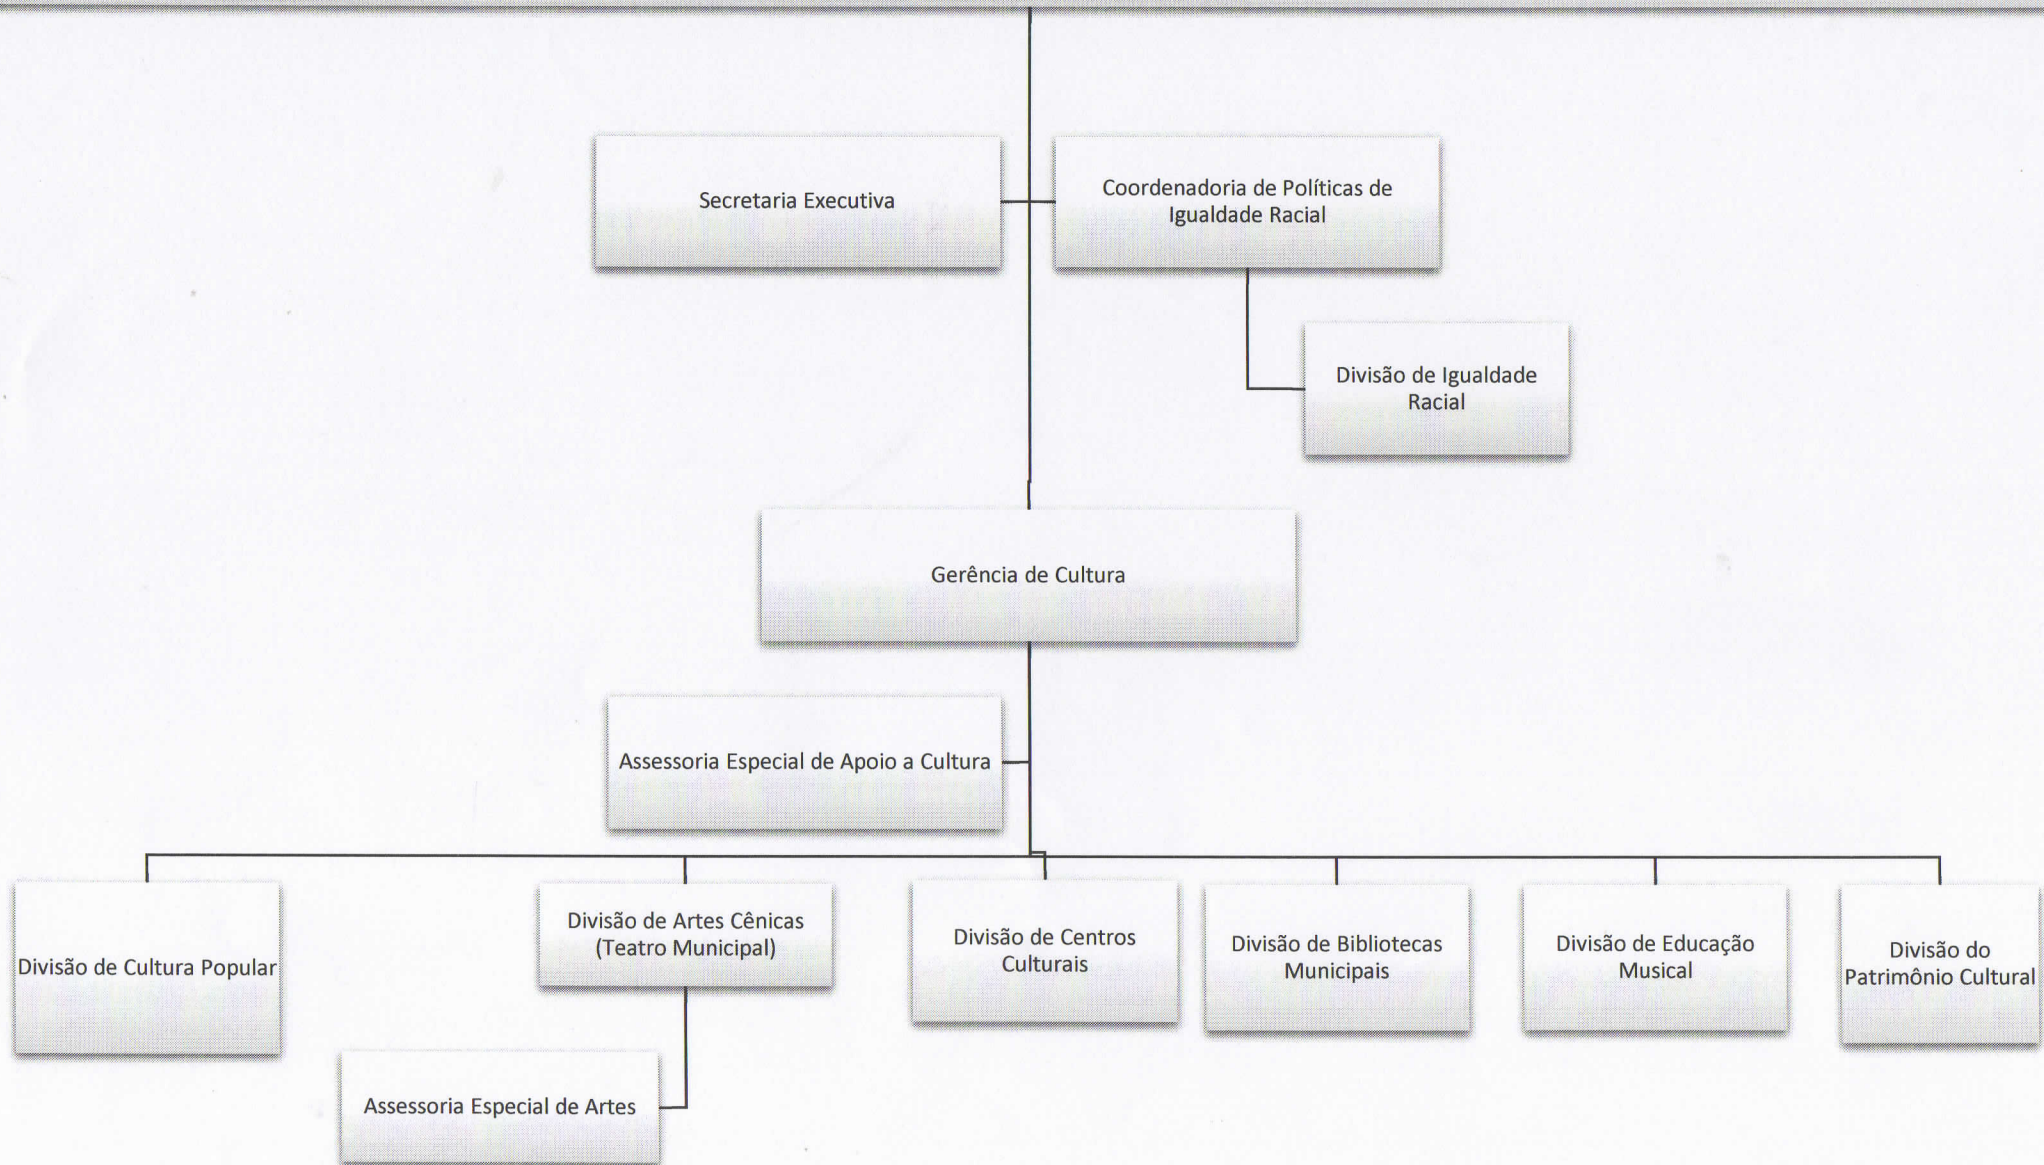 Secretaria Executiva
Coordenadoria de Políticas de
Igualdade Racial
Divisão de Igualdade
Racial
Gerência de Cultura
Assessoria Especial de Apoio a Cultura
Divisão de Cultura Popular
Divisão de Artes Cênicas
(Teatro Municipal)
Divisão de Centros
Culturais
Divisão de Bibliotecas
Municipais
Divisão de Educação
Musical
Divisão do
Patrimônio Cultural
Assessoria Especial de Artes